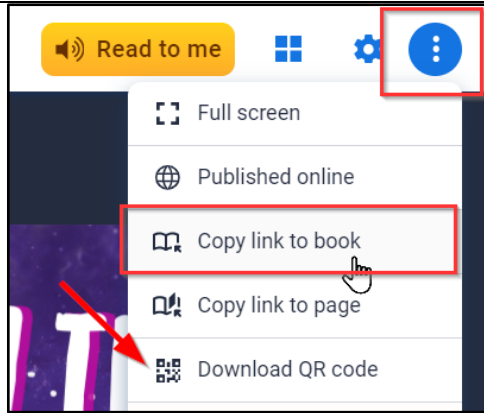 Read to me
Full screen
Published online
Copy link to book
Copy link to page
Download QR code